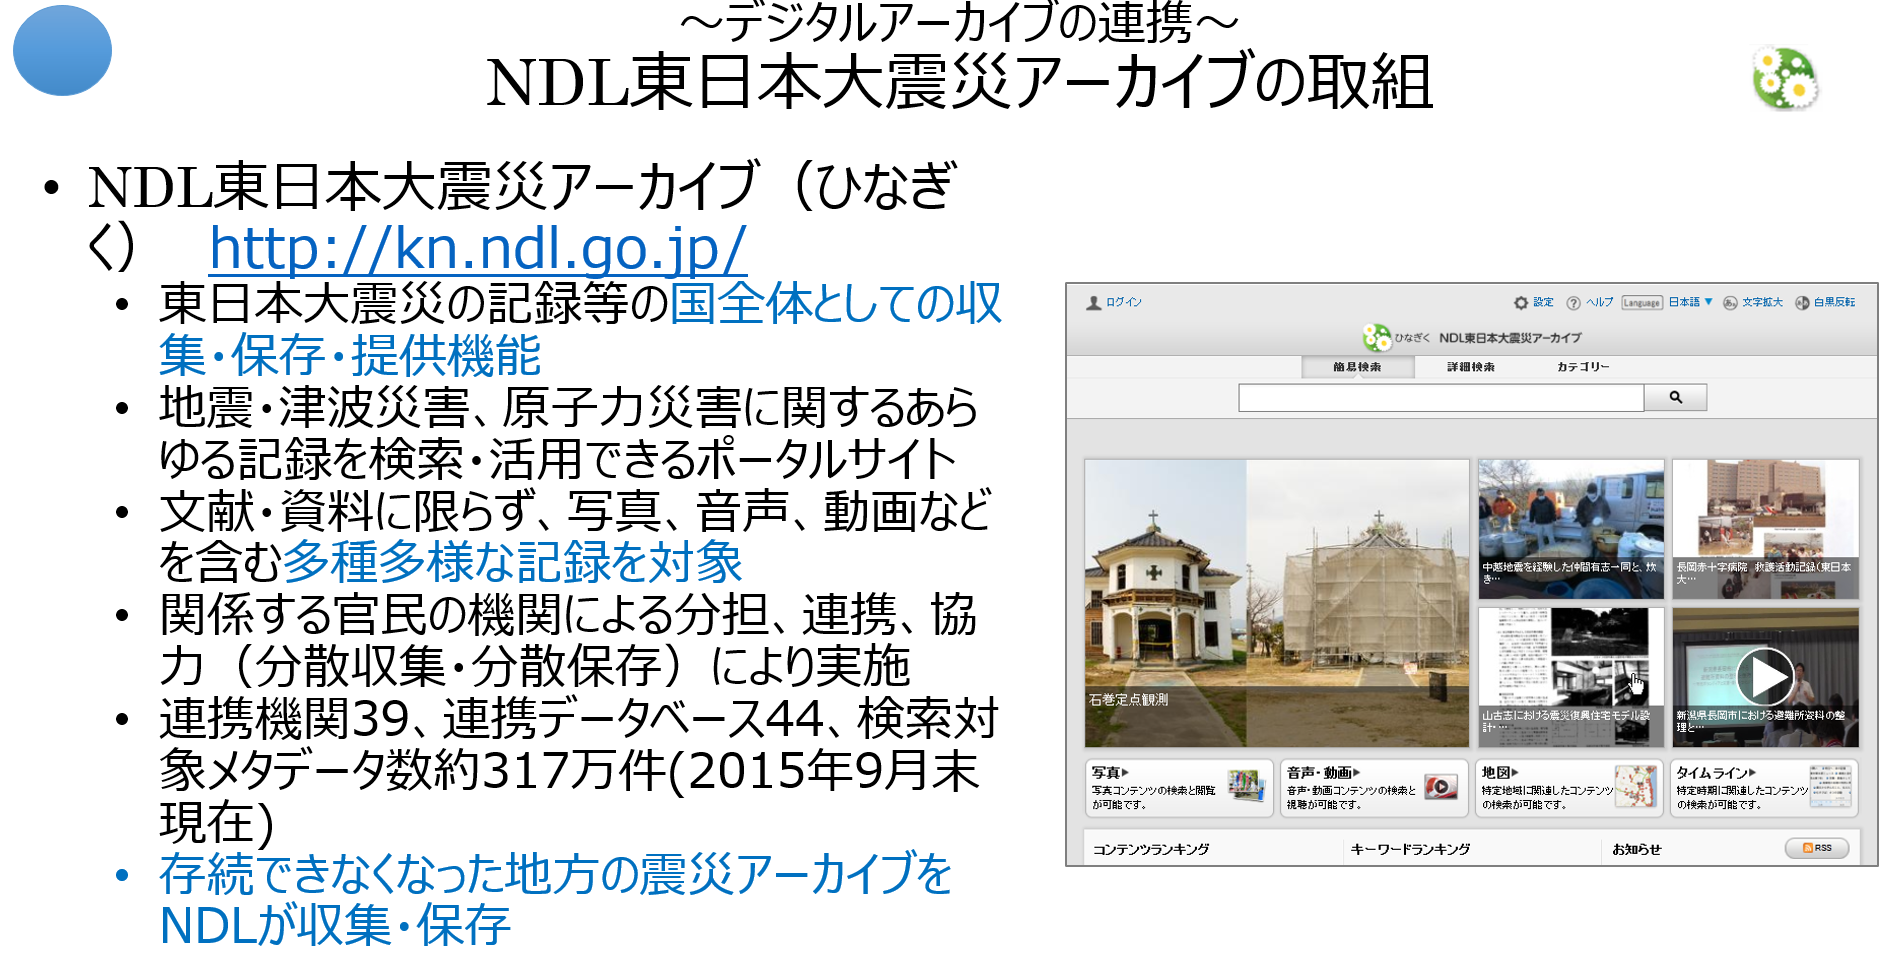 ～デジタルアーカイブの連携～
NDL東日本大震災アーカイブの取組
• NDL東日本大震災アーカイブ（ひなぎ
く） http://kn.ndl.go.jp/
• 東日本大震災の記録等の国全体としての収
集・保存・提供機能
• 地震・津波災害、原子力災害に関するあら
ゆる記録を検索・活用できるポータルサイト
• 文献・資料に限らず、写真、音声、動画など
を含む多種多様な記録を対象
• 関係する官民の機関による分担、連携、協
力（分散収集・分散保存）により実施
• 連携機関39、連携データベース44、検索対
象メタデータ数約317万件(2015年9月末
現在)
• 存続できなくなった地方の震災アーカイブを
NDLが収集・保存
ログイン 設定 ヘルプ Language 日本語▼ 文字拡大 白黒反転
ひなぎく NDL東日本大震災アーカイブ
簡易検索 詳細検索 カテゴリー
石巻定点観測
中越地震を経験した仲間有志一同と、炊
き…
長岡赤十字病院 救護活動記録（東日本
大…
山古志における震災復興住宅モデル設
計・…
新潟県長岡市における避難所資料の整
理と…
写真▶
写真コンテンツの検索と閲覧
が可能です。
音声・動画▶
音声・動画コンテンツの検索と
視聴が可能です。
地図▶
特定地域に関連したコンテンツ
の検索が可能です。
タイムライン▶
特定時期に関連したコンテンツ
の検索が可能です。
コンテンツランキング キーワードランキング お知らせ RSS